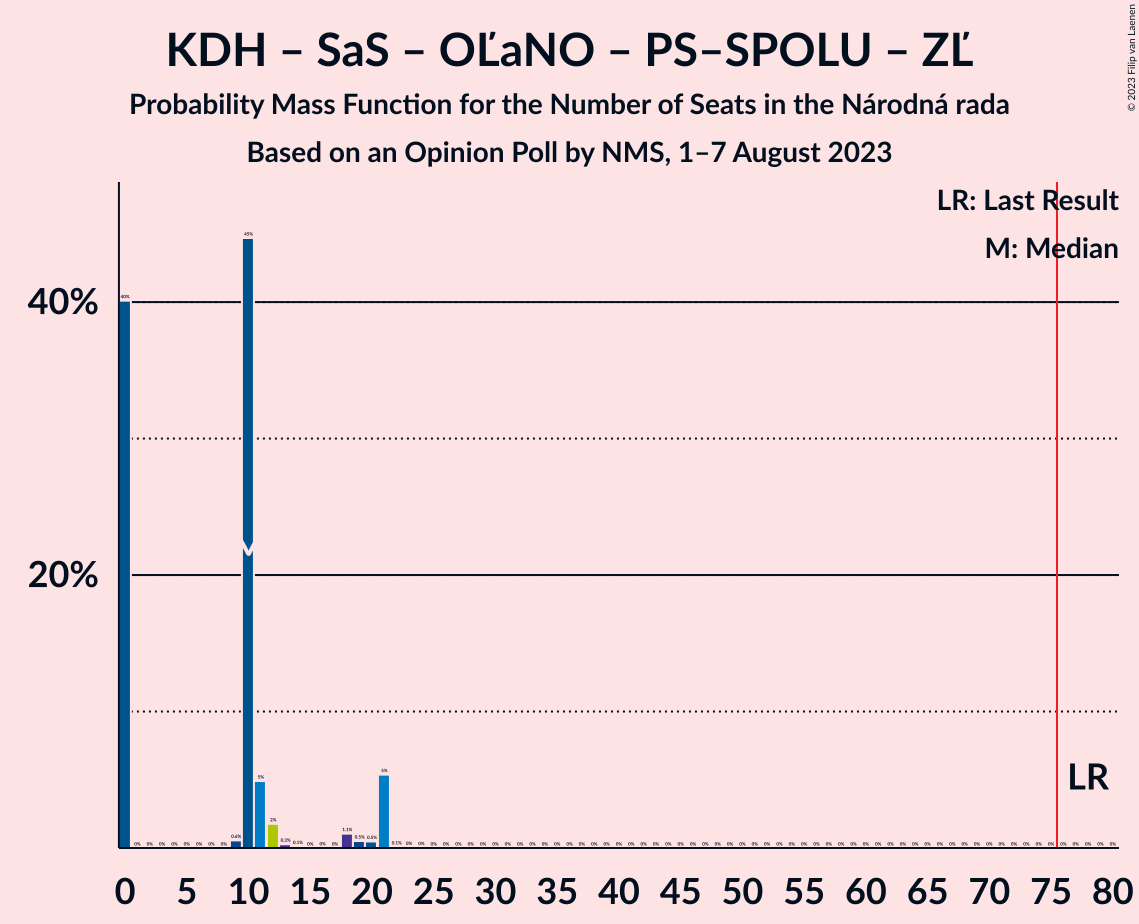 KDH – SaS – OĽaNO – PS–SPOLU – ZĽ
Probability Mass Function for the Number of Seats in the Národná rada
Based on an Opinion Poll by NMS, 1–7 August 2023
© 2023 Filip van Laenen
LR: Last Result
M: Median
40%
20%
LR
0 5 10 15 20 25 30 35 40 45 50 55 60 65 70 75 80